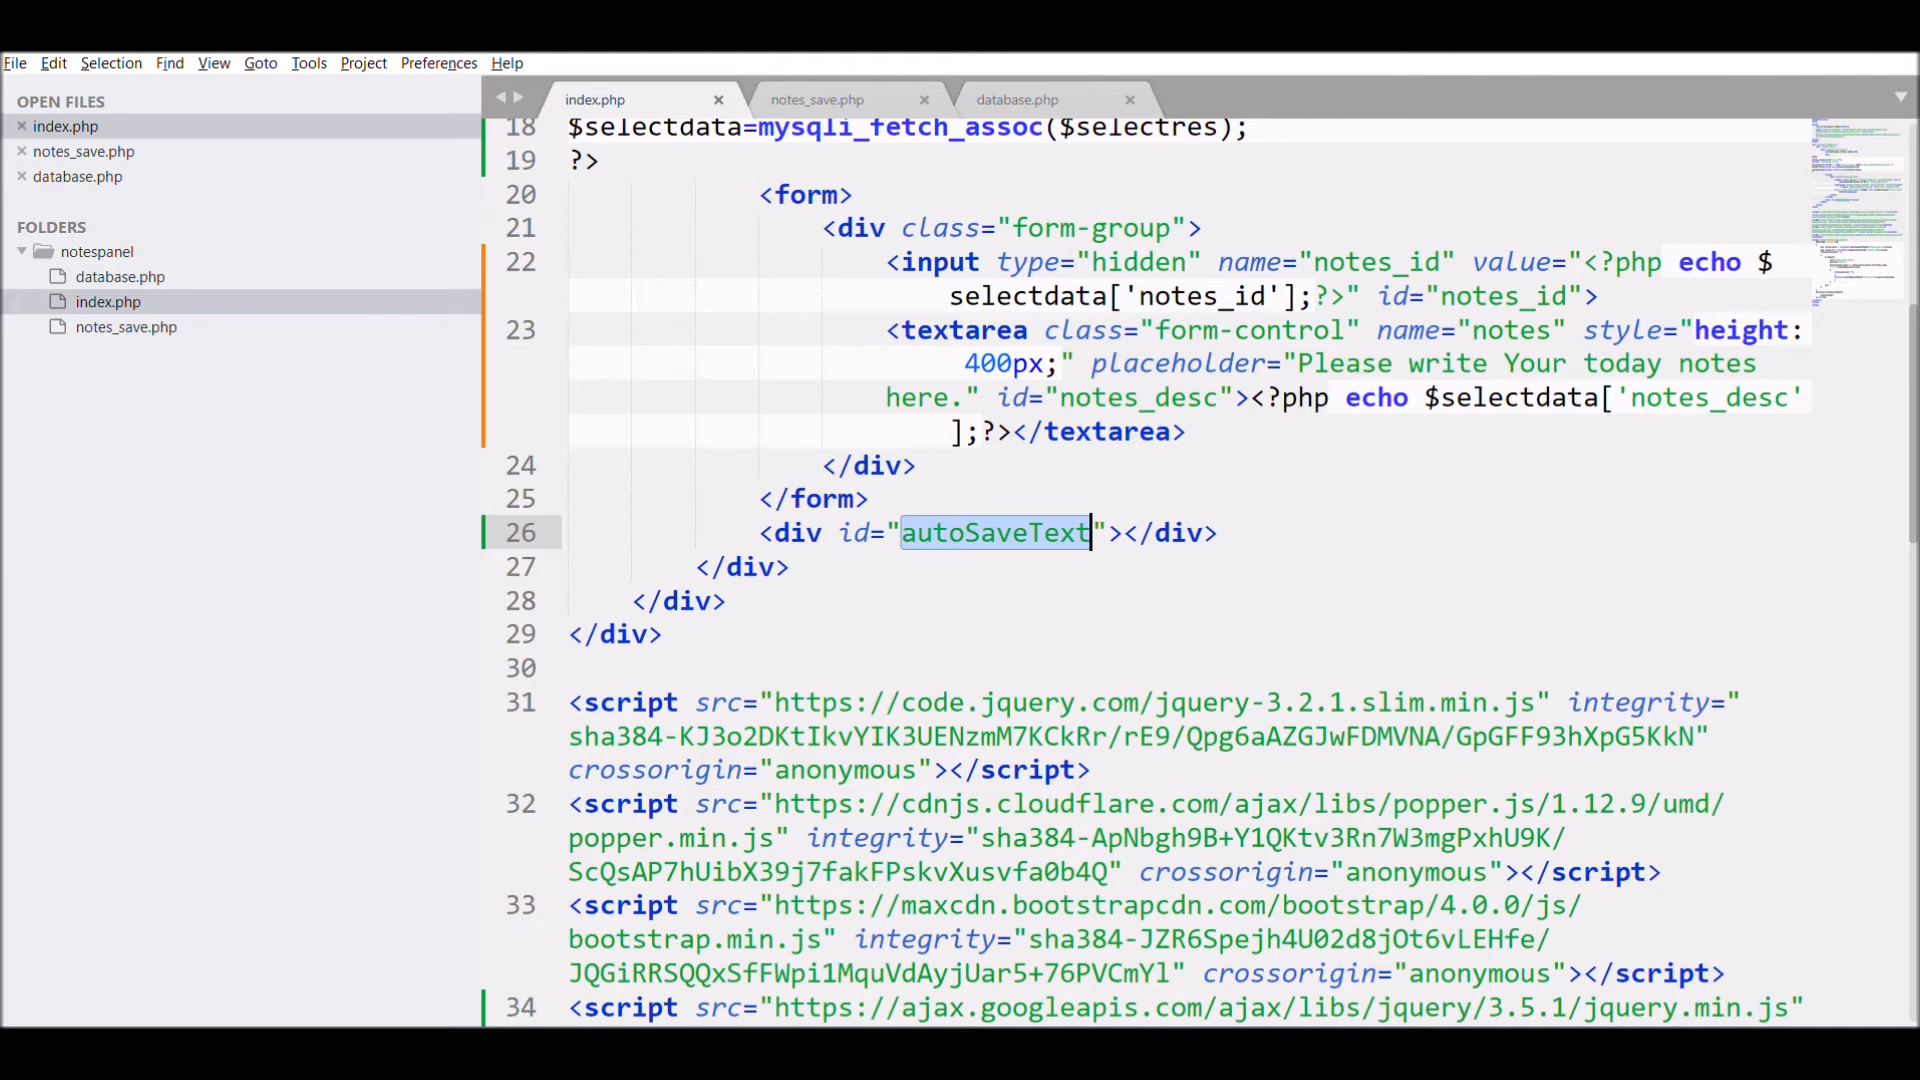 File Edit Selection Find View Goto Tools Project Preferences Help
OPEN FILES
index.php
notes_save.php
database.php
FOLDERS
notespanel
database.php
index.php
notes_save.php
index.php notes_save.php database.php
18 $selectdata=mysqli_fetch_assoc($selectres);
19 ?>
20 <form>
21 <div class="form-group">
22 <input type="hidden" name="notes_id" value="<?php echo $
selectdata['notes_id'];?>" id="notes_id">
23 <textarea class="form-control" name="notes" style="height:
400px;" placeholder="Please write Your today notes
here." id="notes_desc"><?php echo $selectdata['notes_desc'
];?></textarea>
24 </div>
25 </form>
26 <div id="autoSaveText"></div>
27 </div>
28 </div>
29 </div>
30
31 <script src="https://code.jquery.com/jquery-3.2.1.slim.min.js" integrity="
sha384-KJ3o2DKtIkvYIK3UENzmM7KCkRr/rE9/Qpg6aAZGJwFDMVNA/GpGFF93hXpG5KkN"
crossorigin="anonymous"></script>
32 <script src="https://cdnjs.cloudflare.com/ajax/libs/popper.js/1.12.9/umd/
popper.min.js" integrity="sha384-ApNbgh9B+Y1QKtv3Rn7W3mgPxhU9K/
ScQsAP7hUibX39j7fakFPskvXusvfa0b4Q" crossorigin="anonymous"></script>
33 <script src="https://maxcdn.bootstrapcdn.com/bootstrap/4.0.0/js/
bootstrap.min.js" integrity="sha384-JZR6Spejh4U02d8jOt6vLEHfe/
JQGiRRSQQxSfFWpi1MquVdAyjUar5+76PVCmYl" crossorigin="anonymous"></script>
34 <script src="https://ajax.googleapis.com/ajax/libs/jquery/3.5.1/jquery.min.js"